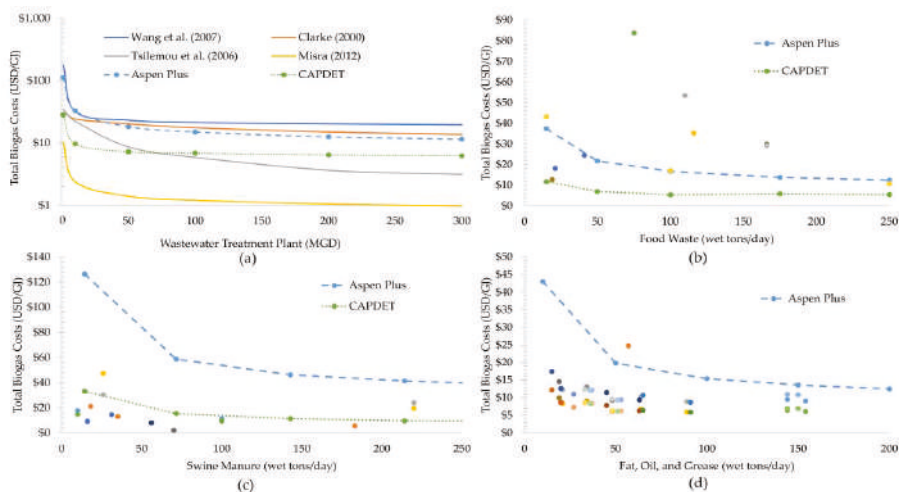 $1,000
$100
$10
$1
Total Biogas Costs (USD/GJ)
Wang et al. (2007)
Clarke (2000)
Tsilemou et al. (2006)
Misra (2012)
Aspen Plus
CAPDET
0 50 100 150 200 250 300
Wastewater Treatment Plant (MGD)
(a)
$90
$80
$70
$60
$50
$40
$30
$20
$10
$0
Total Biogas Costs (USD/GJ)
Aspen Plus
CAPDET
0 50 100 150 200 250
Food Waste (wet tons/day)
(b)
$140
$120
$100
$80
$60
$40
$20
$0
Total Biogas Costs (USD/GJ)
Aspen Plus
CAPDET
0 50 100 150 200 250
Swine Manure (wet tons/day)
(c)
$50
$45
$40
$35
$30
$25
$20
$15
$10
$5
$0
Total Biogas Costs (USD/GJ)
Aspen Plus
0 50 100 150 200
Fat, Oil, and Grease (wet tons/day)
(d)